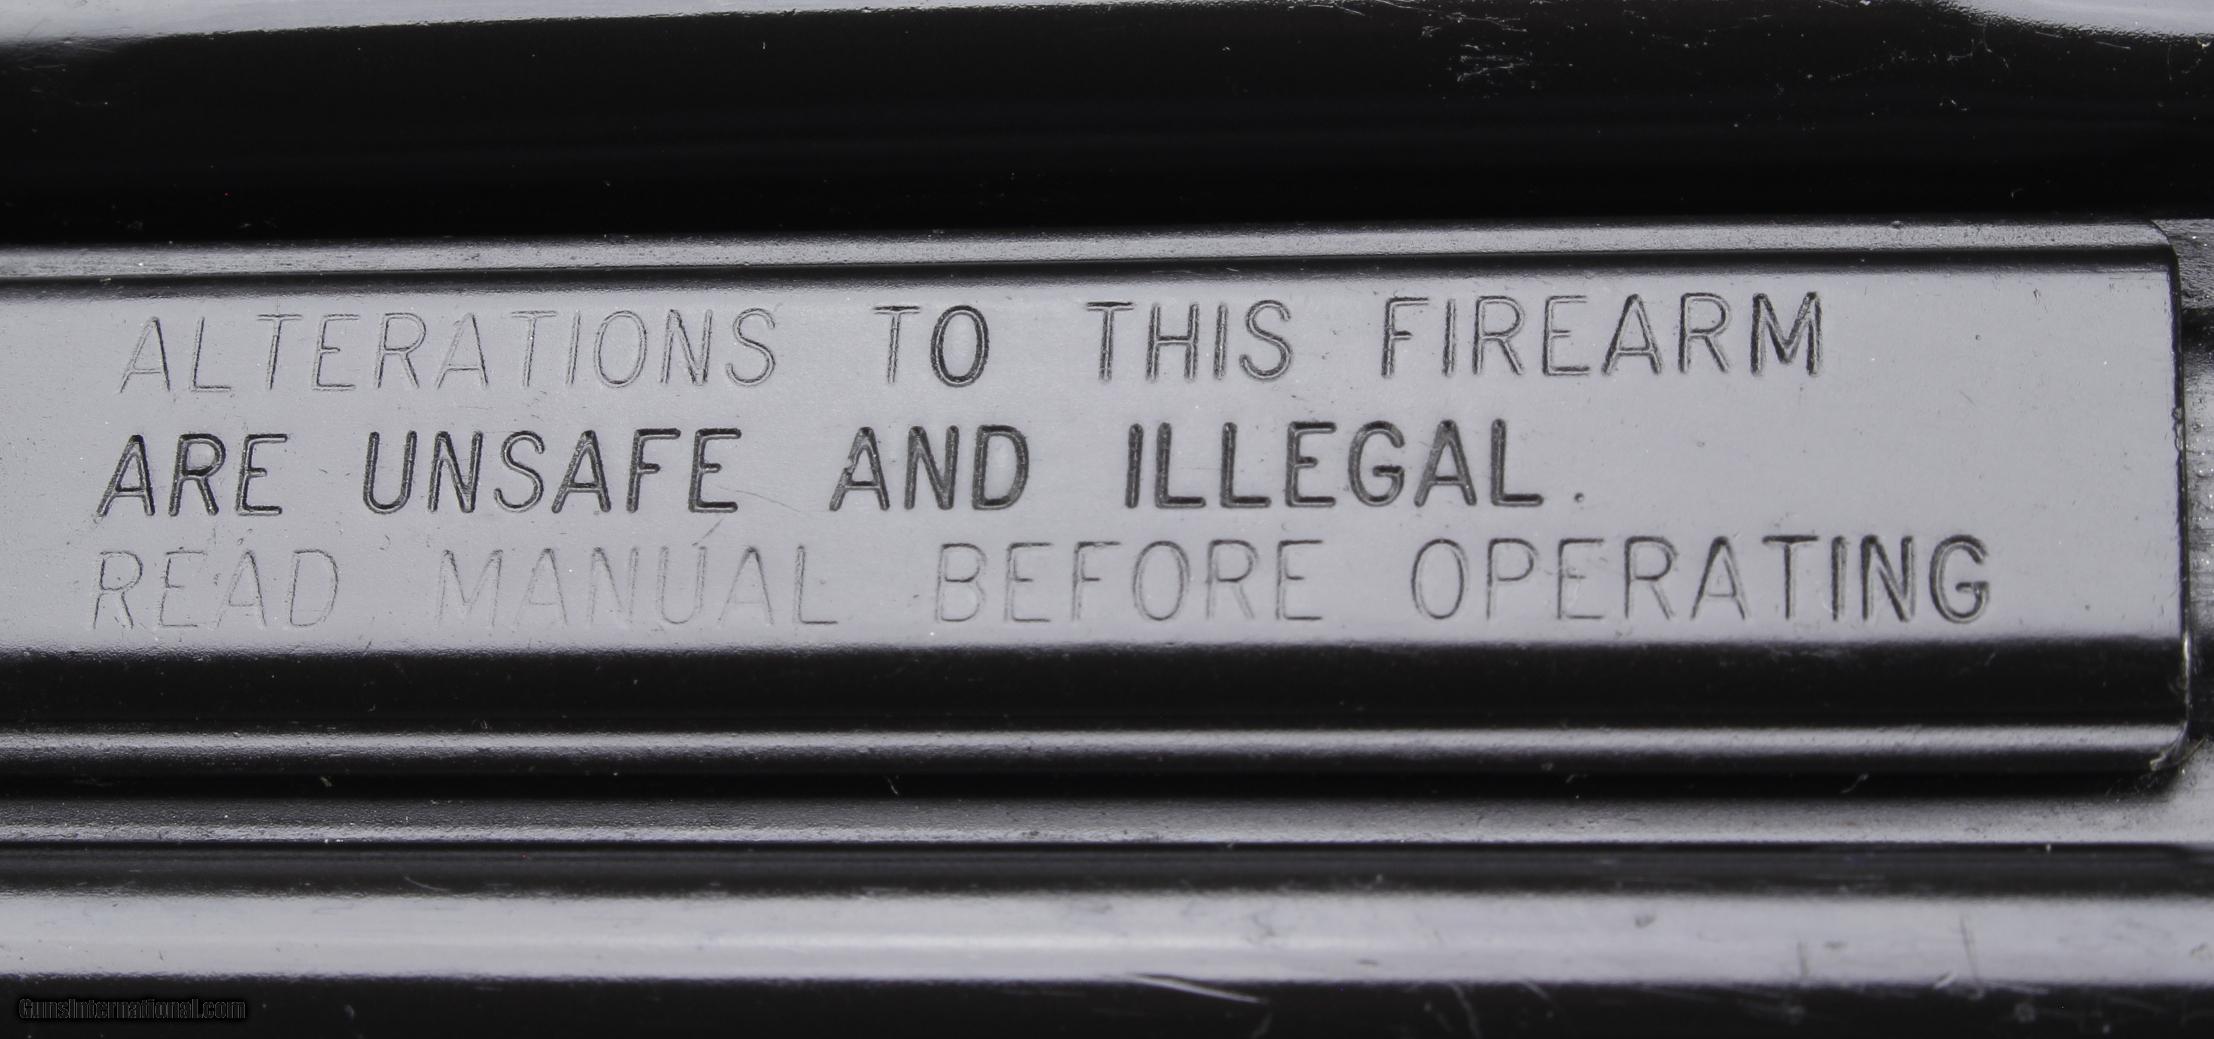 ALTERATIONS TO THIS FIREARM
ARE UNSAFE AND ILLEGAL.
READ MANUAL BEFORE OPERATING
GunsInternational.com